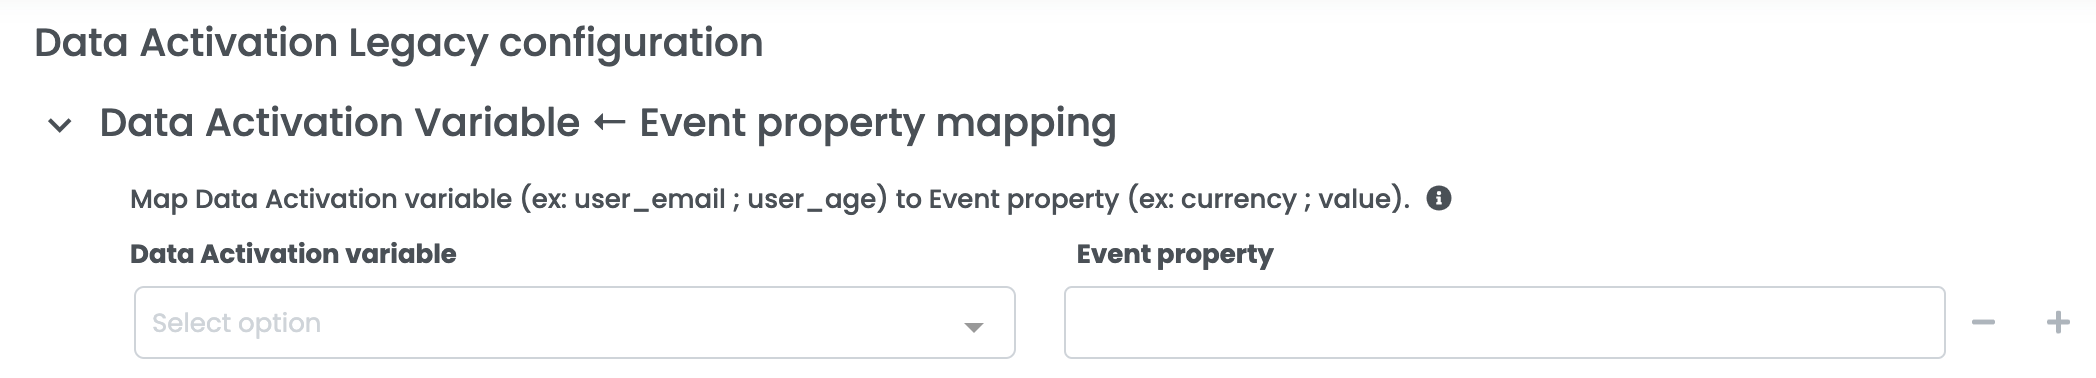 Data Activation Legacy configuration
Data Activation Variable ← Event property mapping
Map Data Activation variable (ex: user_email ; user_age) to Event property (ex: currency ; value).
Data Activation variable
Event property
Select option